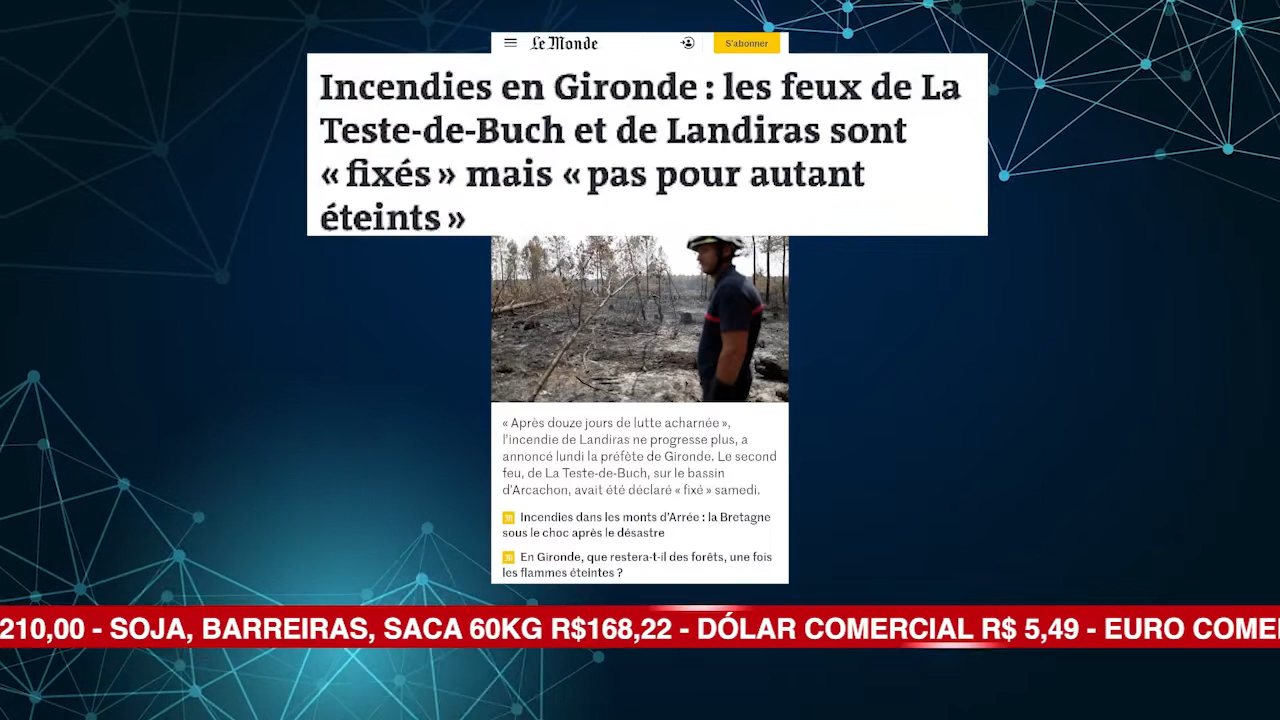 Le Monde
S'abonner
Incendies en Gironde : les feux de La
Teste-de-Buch et de Landiras sont
« fixés » mais « pas pour autant
éteints »
« Après douze jours de lutte acharnée »,
l'incendie de Landiras ne progresse plus, a
annoncé lundi la préfète de Gironde. Le second
feu, de La Teste-de-Buch, sur le bassin
d'Arcachon, avait été déclaré « fixé » samedi.
Incendies dans les monts d'Arrée : la Bretagne
sous le choc après le désastre
En Gironde, que restera-t-il des forêts, une fois
les flammes éteintes ?
210,00 - SOJA, BARREIRAS, SACA 60KG R$168,22 - DÓLAR COMERCIAL R$ 5,49 - EURO COME